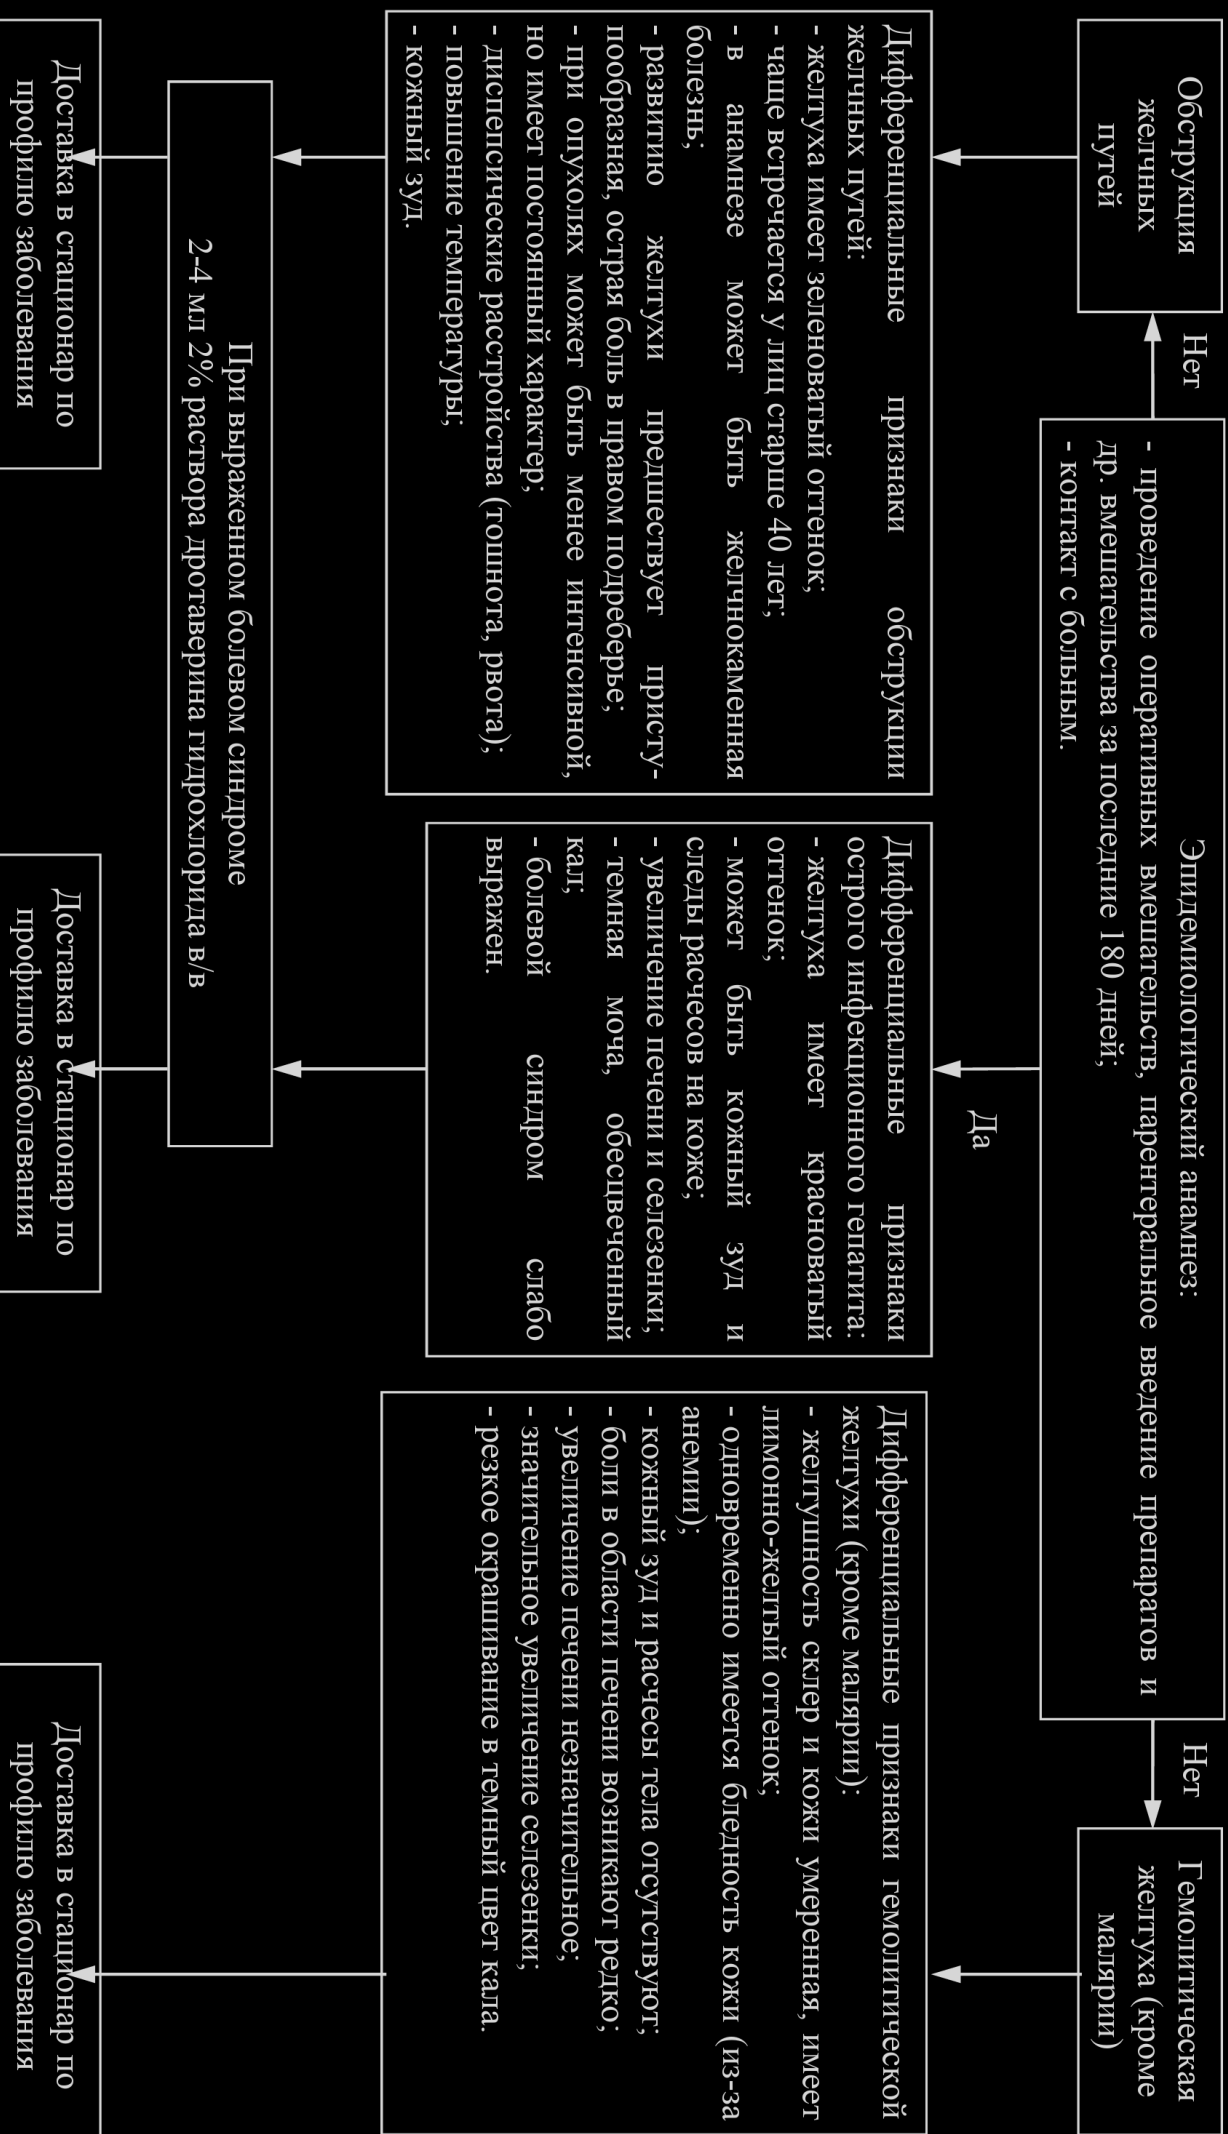 Обструкция
желчных
путей
Нет
Эпидемиологический анамнез:
- проведение оперативных вмешательств, парентеральное введение препаратов и
др. вмешательства за последние 180 дней;
- контакт с больным.
Нет
Гемолитическая
желтуха (кроме
малярии)
Да
Дифференциальные признаки обструкции
желчных путей:
- желтуха имеет зеленоватый оттенок;
- чаще встречается у лиц старше 40 лет;
- в анамнезе может быть желчнокаменная
болезнь;
- развитию желтухи предшествует присту-
пообразная, острая боль в правом подреберье;
- при опухолях может быть менее интенсивной,
но имеет постоянный характер;
- диспепсические расстройства (тошнота, рвота);
- повышение температуры;
- кожный зуд.
Дифференциальные признаки
острого инфекционного гепатита:
- желтуха имеет красноватый
оттенок;
- может быть кожный зуд и
следы расчесов на коже;
- увеличение печени и селезенки;
- темная моча, обесцвеченный
кал;
- болевой синдром слабо
выражен.
Дифференциальные признаки гемолитической
желтухи (кроме малярии):
- желтушность склер и кожи умеренная, имеет
лимонно-желтый оттенок;
- одновременно имеется бледность кожи (из-за
анемии);
- кожный зуд и расчесы тела отсутствуют;
- боли в области печени возникают редко;
- увеличение печени незначительное;
- значительное увеличение селезенки;
- резкое окрашивание в темный цвет кала.
При выраженном болевом синдроме
2-4 мл 2% раствора дротаверина гидрохлорида в/в
Доставка в стационар по
профилю заболевания
Доставка в стационар по
профилю заболевания
Доставка в стационар по
профилю заболевания